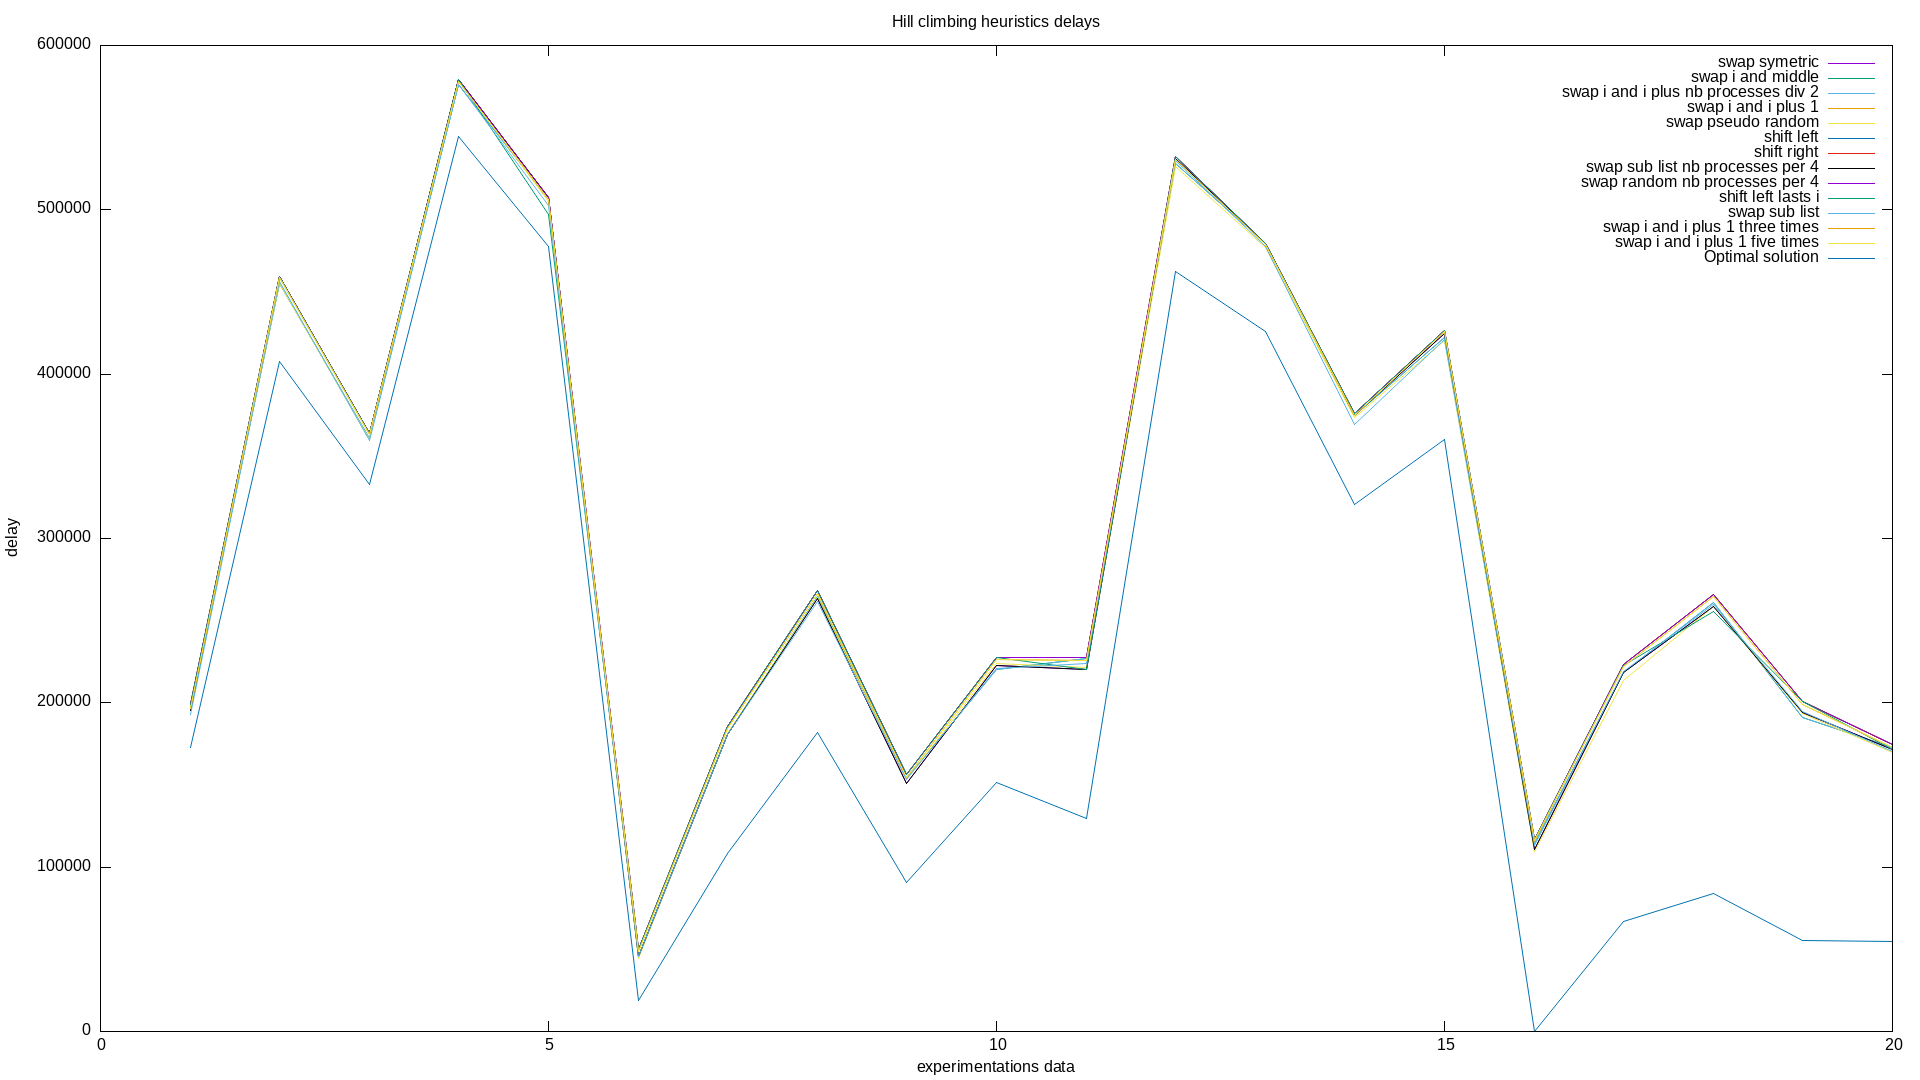 Hill climbing heuristics delays
600000
500000
400000
300000
200000
100000
0
delay
swap symetric
swap i and middle
swap i and i plus nb processes div 2
swap i and i plus 1
swap pseudo random
shift left
shift right
swap sub list nb processes per 4
swap random nb processes per 4
shift left lasts i
swap sub list
swap i and i plus 1 three times
swap i and i plus 1 five times
Optimal solution
0 5 10 15 20
experimentations data